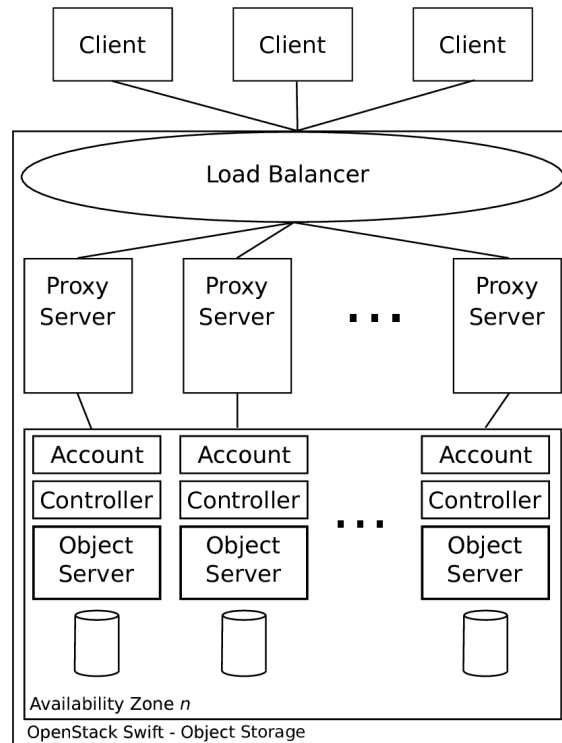 Client
Client
Client
Load Balancer
Proxy
Server
Proxy
Server
...
Proxy
Server
Account
Account
Account
Controller
Controller
...
Controller
Object
Server
Object
Server
Object
Server
Availability Zone n
OpenStack Swift - Object Storage